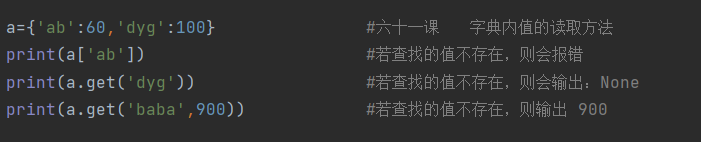 a={'ab':60,'dyg':100} #六十一课 字典内值的读取方法
print(a['ab']) #若查找的值不存在，则会报错
print(a.get('dyg')) #若查找的值不存在，则会输出：None
print(a.get('baba',900)) #若查找的值不存在，则输出 900